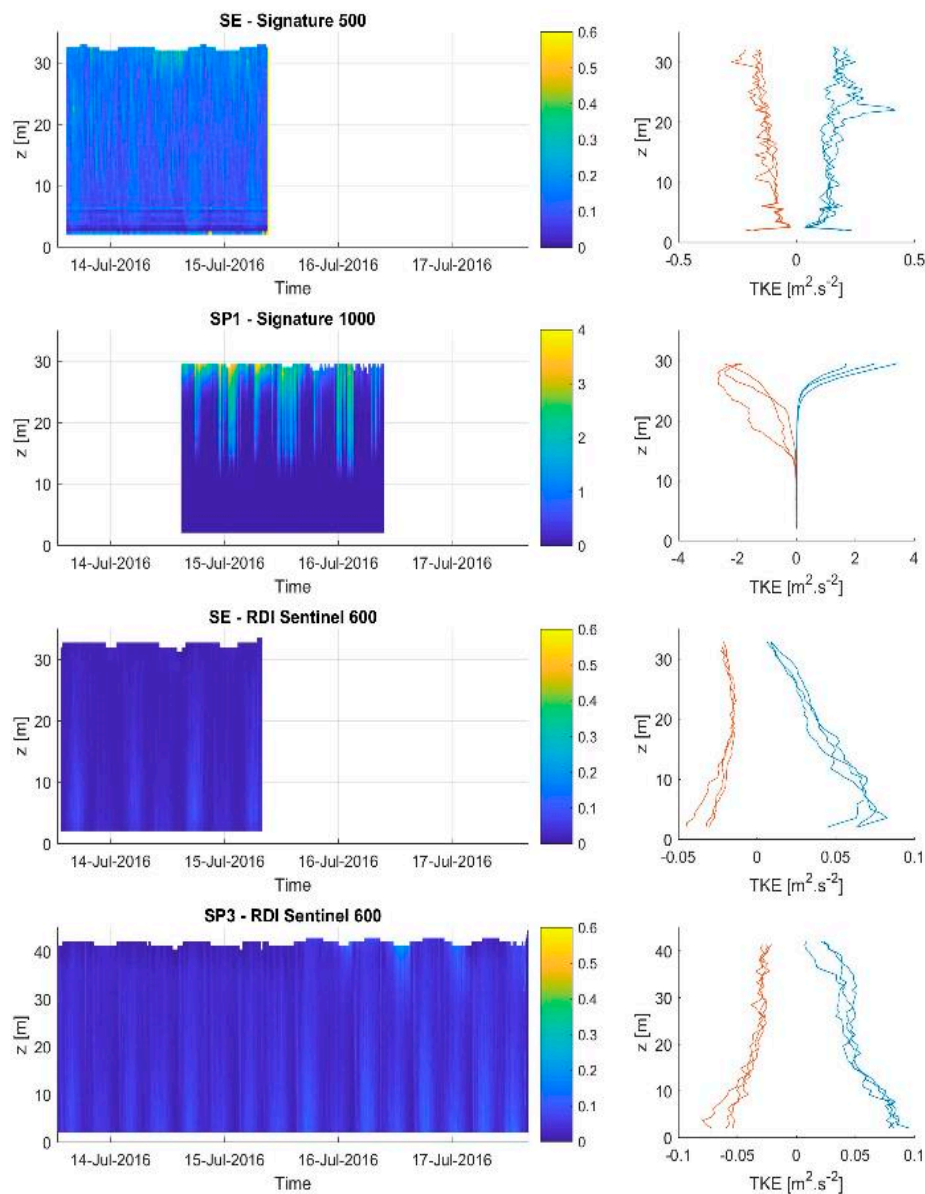 SE - Signature 500
30
20
10
0
z [m]
14-Jul-2016 15-Jul-2016 16-Jul-2016 17-Jul-2016
Time
0.6
0.5
0.4
0.3
0.2
0.1
0
30
20
10
0
z [m]
-0.5 0 0.5
TKE [m².s⁻²]
SP1 - Signature 1000
30
20
10
0
z [m]
14-Jul-2016 15-Jul-2016 16-Jul-2016 17-Jul-2016
Time
4
3
2
1
0
30
20
10
0
z [m]
-4 -2 0 2 4
TKE [m².s⁻²]
SE - RDI Sentinel 600
30
20
10
0
z [m]
14-Jul-2016 15-Jul-2016 16-Jul-2016 17-Jul-2016
Time
0.6
0.5
0.4
0.3
0.2
0.1
0
30
20
10
0
z [m]
-0.05 0 0.05 0.1
TKE [m².s⁻²]
SP3 - RDI Sentinel 600
40
30
20
10
0
z [m]
14-Jul-2016 15-Jul-2016 16-Jul-2016 17-Jul-2016
Time
0.6
0.5
0.4
0.3
0.2
0.1
0
40
30
20
10
0
z [m]
-0.1 -0.05 0 0.05 0.1
TKE [m².s⁻²]